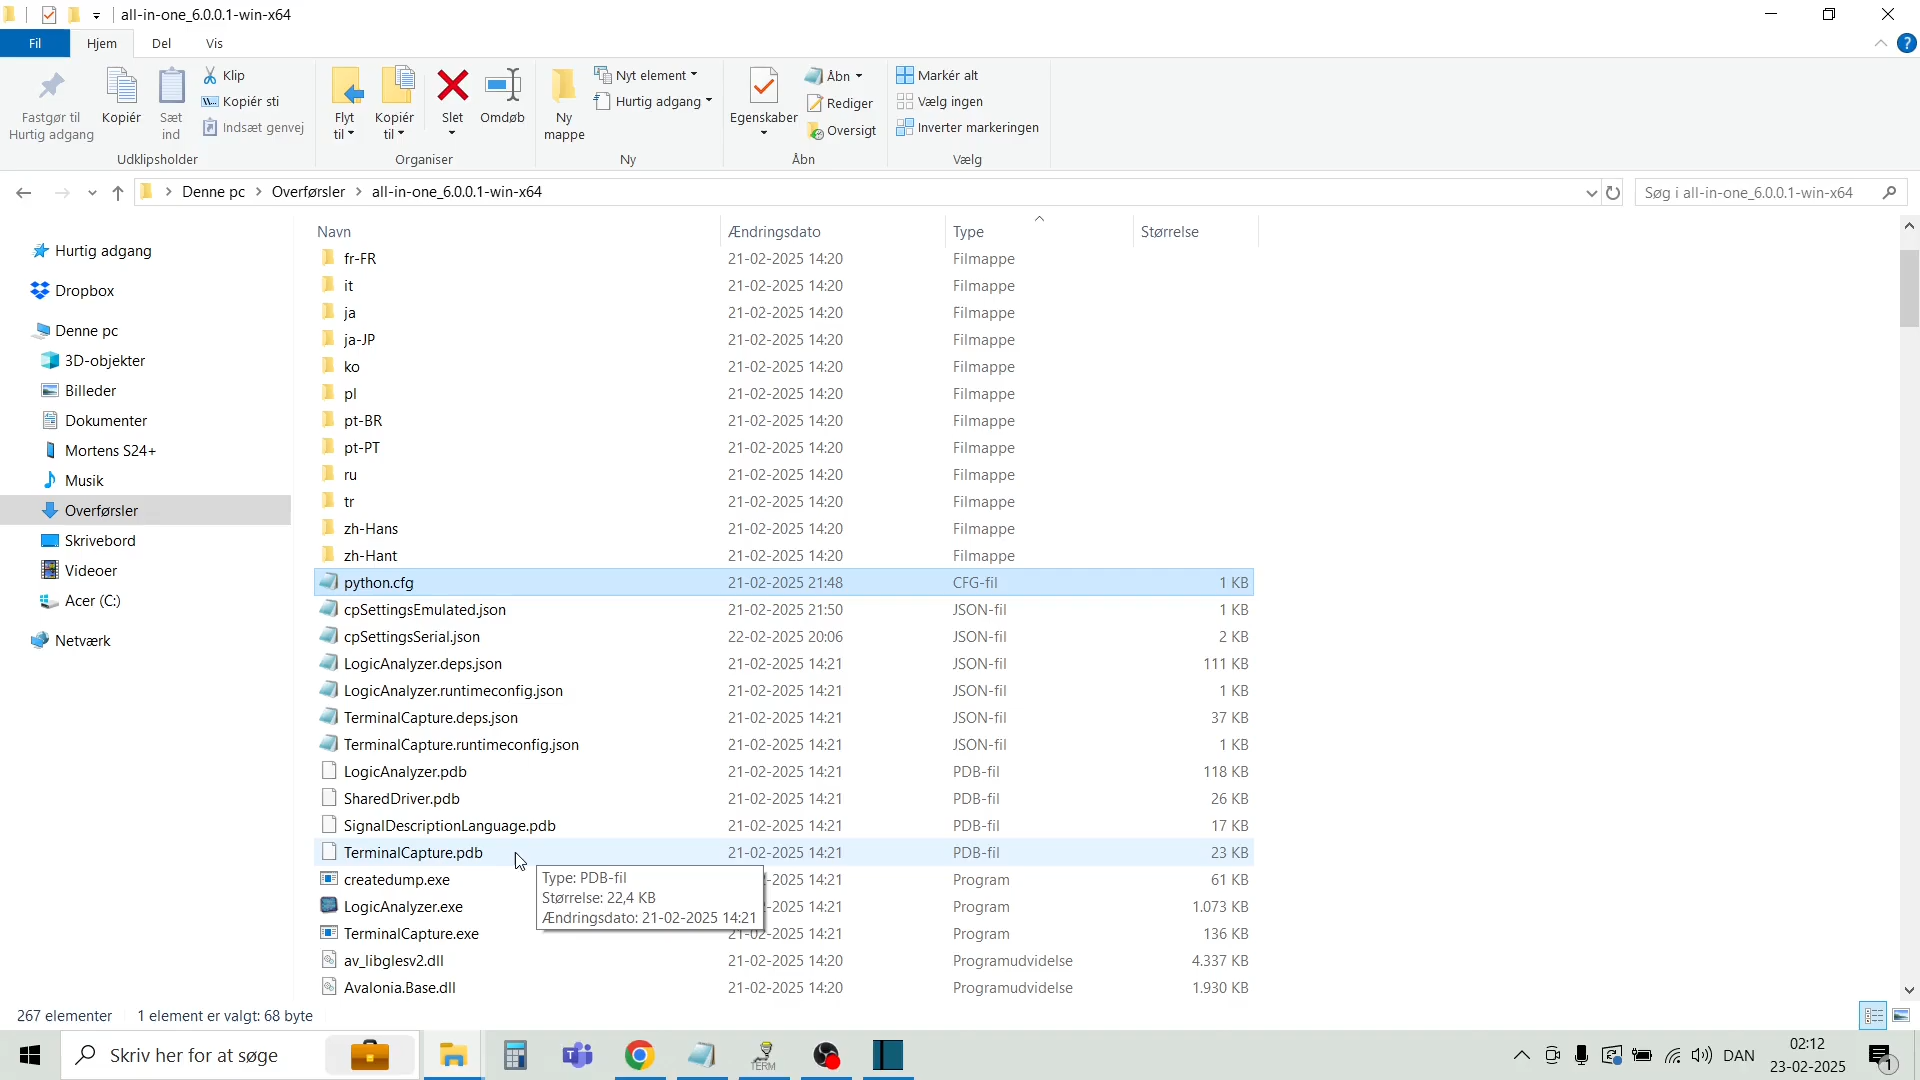 all-in-one_6.0.0.1-win-x64
Fil
Hjem
Del
Vis
Fastgør til
Hurtig adgang
Kopiér
Sæt
ind
Klip
Kopiér sti
Indsæt genvej
Udklipsholder
Flyt
til
Kopiér
til
Slet
Omdøb
Organiser
Ny
mappe
Nyt element
Hurtig adgang
Ny
Egenskaber
Åbn
Rediger
Oversigt
Åbn
Markér alt
Vælg ingen
Inverter markeringen
Vælg
Denne pc > Overførsler > all-in-one_6.0.0.1-win-x64
Søg i all-in-one_6.0.0.1-win-x64
Hurtig adgang
Dropbox
Denne pc
3D-objekter
Billeder
Dokumenter
Mortens S24+
Musik
Overførsler
Skrivebord
Videoer
Acer (C:)
Netværk
Navn Ændringsdato Type Størrelse
fr-FR 21-02-2025 14:20 Filmappe
it 21-02-2025 14:20 Filmappe
ja 21-02-2025 14:20 Filmappe
ja-JP 21-02-2025 14:20 Filmappe
ko 21-02-2025 14:20 Filmappe
pl 21-02-2025 14:20 Filmappe
pt-BR 21-02-2025 14:20 Filmappe
pt-PT 21-02-2025 14:20 Filmappe
ru 21-02-2025 14:20 Filmappe
tr 21-02-2025 14:20 Filmappe
zh-Hans 21-02-2025 14:20 Filmappe
zh-Hant 21-02-2025 14:20 Filmappe
python.cfg 21-02-2025 21:48 CFG-fil 1 KB
cpSettingsEmulated.json 21-02-2025 21:50 JSON-fil 1 KB
cpSettingsSerial.json 22-02-2025 20:06 JSON-fil 2 KB
LogicAnalyzer.deps.json 21-02-2025 14:21 JSON-fil 111 KB
LogicAnalyzer.runtimeconfig.json 21-02-2025 14:21 JSON-fil 1 KB
TerminalCapture.deps.json 21-02-2025 14:21 JSON-fil 37 KB
TerminalCapture.runtimeconfig.json 21-02-2025 14:21 JSON-fil 1 KB
LogicAnalyzer.pdb 21-02-2025 14:21 PDB-fil 118 KB
SharedDriver.pdb 21-02-2025 14:21 PDB-fil 26 KB
SignalDescriptionLanguage.pdb 21-02-2025 14:21 PDB-fil 17 KB
TerminalCapture.pdb 21-02-2025 14:21 PDB-fil 23 KB
createdump.exe -2025 14:21 Program 61 KB
LogicAnalyzer.exe -2025 14:21 Program 1.073 KB
TerminalCapture.exe 21-02-2025 14:21 Program 136 KB
av_libglesv2.dll 21-02-2025 14:20 Programudvidelse 4.337 KB
Avalonia.Base.dll 21-02-2025 14:20 Programudvidelse 1.930 KB
Type: PDB-fil
Størrelse: 22,4 KB
Ændringsdato: 21-02-2025 14:21
267 elementer 1 element er valgt: 68 byte
Skriv her for at søge
TERM
DAN
02:12
23-02-2025
1